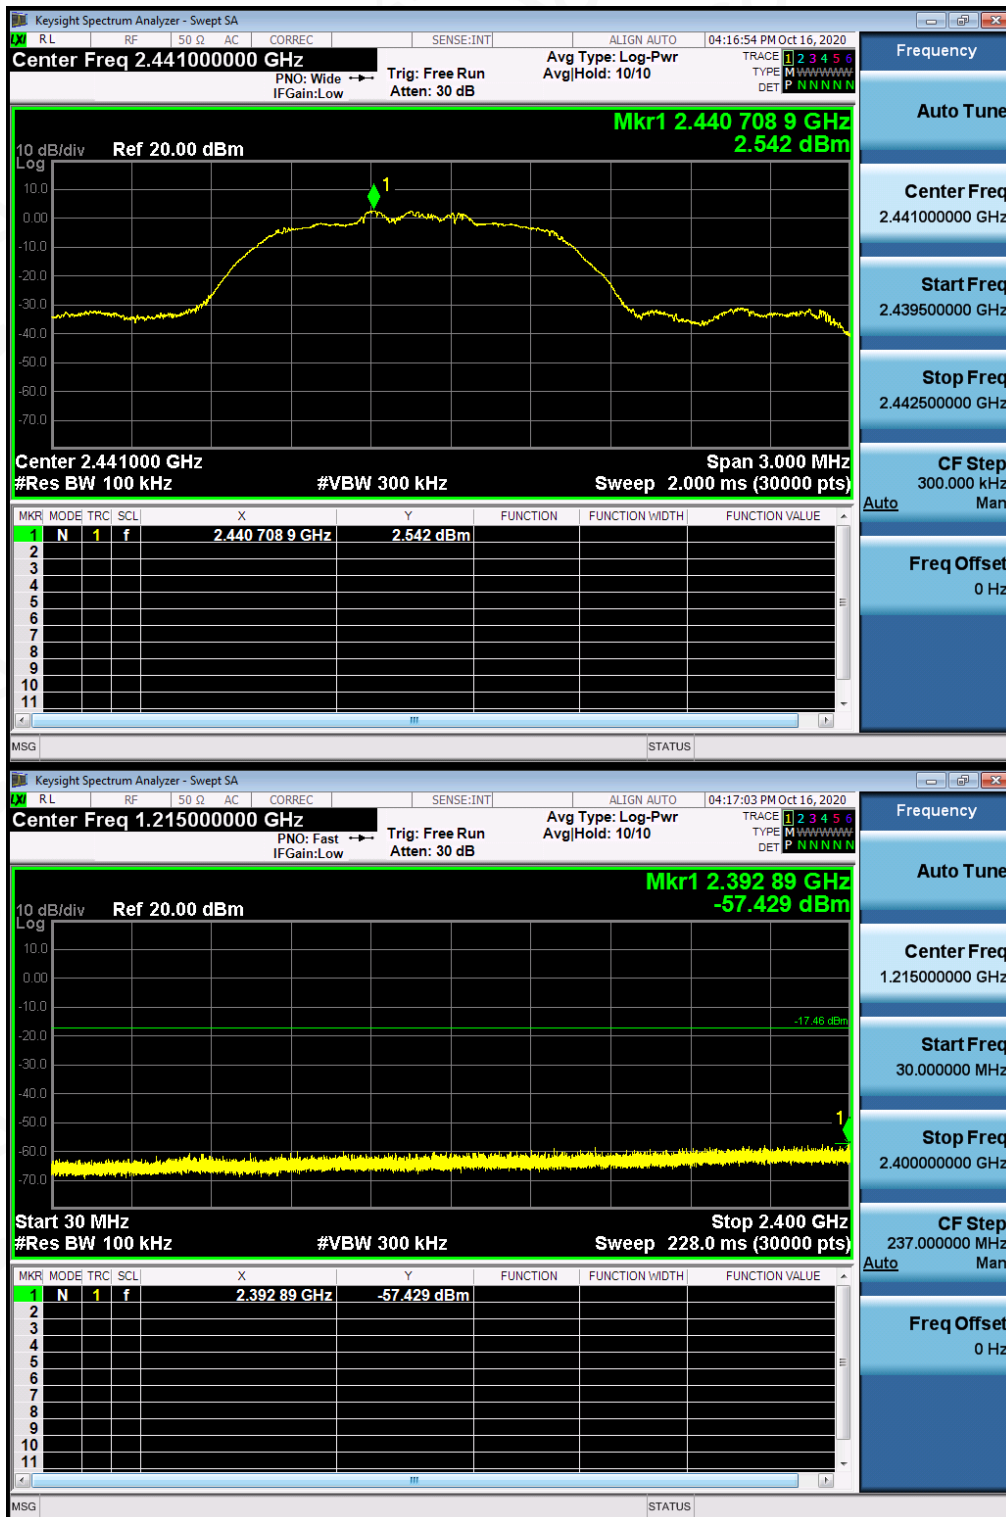 Keysight Spectrum Analyzer - Swept SA
LXI RL RF 50 Ω AC CORREC SENSE:INT ALIGN AUTO 04:16:54 PM Oct 16, 2020
Center Freq 2.441000000 GHz
PNO: Wide
IFGain:Low
Trig: Free Run
Atten: 30 dB
Avg Type: Log-Pwr
Avg|Hold: 10/10
TRACE 1 2 3 4 5 6
TYPE M WWWWW
DET P N N N N N
Mkr1 2.440 708 9 GHz
2.542 dBm
10 dB/div Ref 20.00 dBm
Log
10.0
0.00
-10.0
-20.0
-30.0
-40.0
-50.0
-60.0
-70.0
1
Center 2.441000 GHz Span 3.000 MHz
#Res BW 100 kHz #VBW 300 kHz Sweep 2.000 ms (30000 pts)
MKR MODE TRC SCL X Y FUNCTION FUNCTION WIDTH FUNCTION VALUE
1 N 1 f 2.440 708 9 GHz 2.542 dBm
2
3
4
5
6
7
8
9
10
11
MSG STATUS
Frequency
Auto Tune
Center Freq
2.441000000 GHz
Start Freq
2.439500000 GHz
Stop Freq
2.442500000 GHz
CF Step
300.000 kHz
Auto Man
Freq Offset
0 Hz
Keysight Spectrum Analyzer - Swept SA
LXI RL RF 50 Ω AC CORREC SENSE:INT ALIGN AUTO 04:17:03 PM Oct 16, 2020
Center Freq 1.215000000 GHz
PNO: Fast
IFGain:Low
Trig: Free Run
Atten: 30 dB
Avg Type: Log-Pwr
Avg|Hold: 10/10
TRACE 1 2 3 4 5 6
TYPE M WWWWW
DET P N N N N N
Mkr1 2.392 89 GHz
-57.429 dBm
10 dB/div Ref 20.00 dBm
Log
10.0
0.00
-10.0
-20.0
-30.0
-40.0
-50.0
-60.0
-70.0
-17.46 dBm
1
Start 30 MHz Stop 2.400 GHz
#Res BW 100 kHz #VBW 300 kHz Sweep 228.0 ms (30000 pts)
MKR MODE TRC SCL X Y FUNCTION FUNCTION WIDTH FUNCTION VALUE
1 N 1 f 2.392 89 GHz -57.429 dBm
2
3
4
5
6
7
8
9
10
11
MSG STATUS
Frequency
Auto Tune
Center Freq
1.215000000 GHz
Start Freq
30.000000 MHz
Stop Freq
2.400000000 GHz
CF Step
237.000000 MHz
Auto Man
Freq Offset
0 Hz